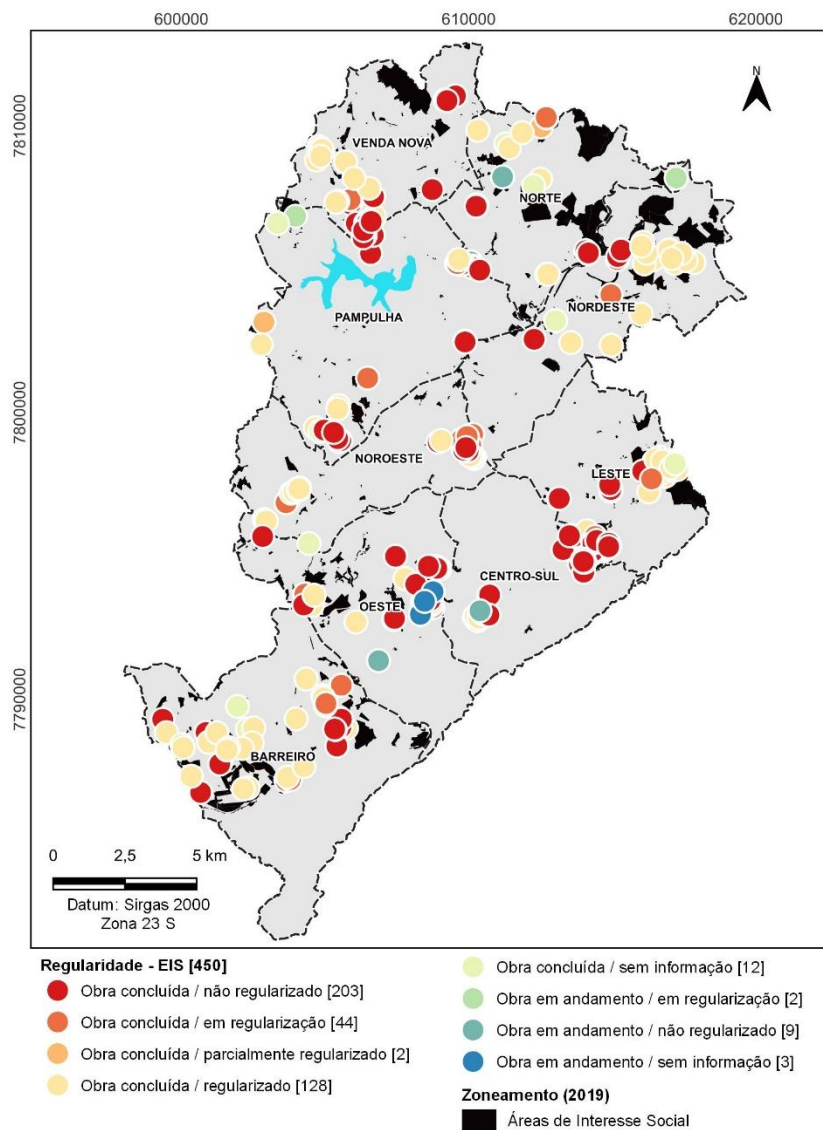 600000 610000 620000
N
7810000
VENDA NOVA
NORTE
NORDESTE
PAMPULHA
7800000
NOROESTE
LESTE
CENTRO-SUL
OESTE
7790000
BARREIRO
0 2,5 5 km
Datum: Sirgas 2000
Zona 23 S
Regularidade - EIS [450]
Obra concluída / não regularizado [203]
Obra concluída / em regularização [44]
Obra concluída / parcialmente regularizado [2]
Obra concluída / regularizado [128]
Obra concluída / sem informação [12]
Obra em andamento / em regularização [2]
Obra em andamento / não regularizado [9]
Obra em andamento / sem informação [3]
Zoneamento (2019)
Áreas de Interesse Social